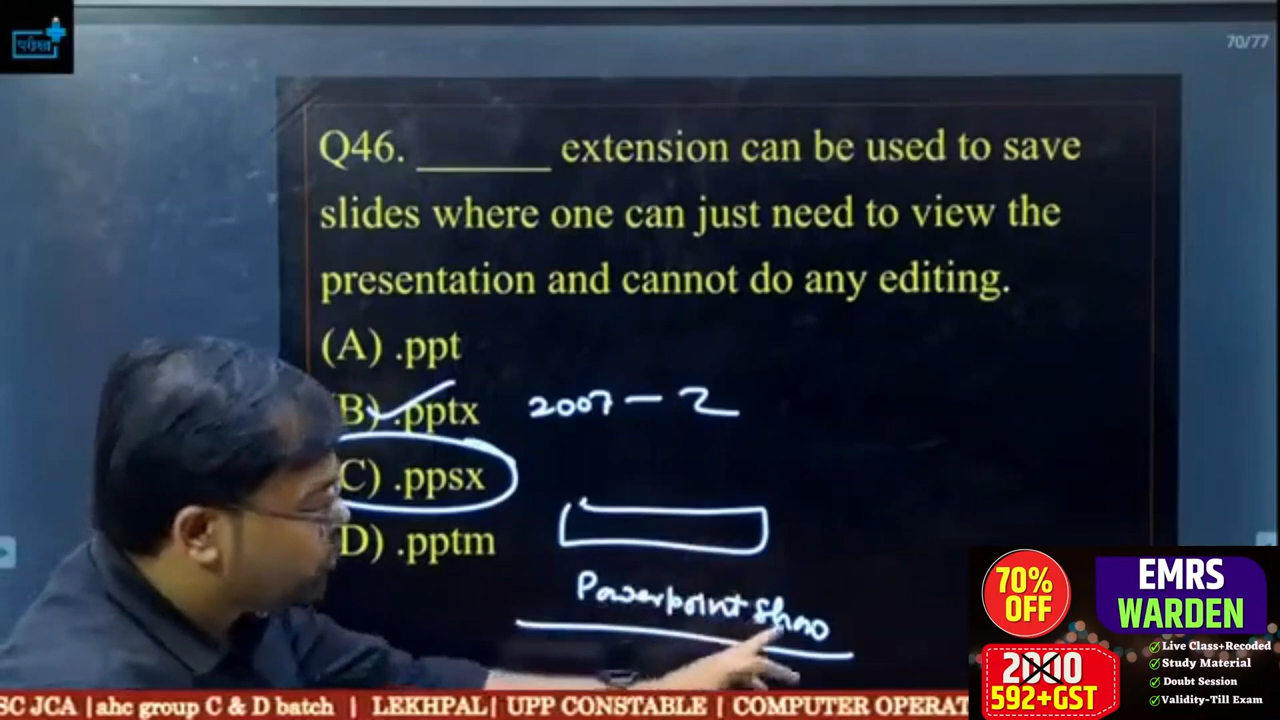 परीक्षा
70/77
Q46. ______ extension can be used to save
slides where one can just need to view the
presentation and cannot do any editing.
(A) .ppt
B) .pptx 2007 - 2
C) .ppsx
D) .pptm
Powerpoint Show
70%
OFF
EMRS
WARDEN
2000
592+GST
Live Class+Recoded
Study Material
Doubt Session
Validity-Till Exam
SC JCA | ahc group C & D batch | LEKHPAL | UPP CONSTABLE | COMPUTER OPERAT